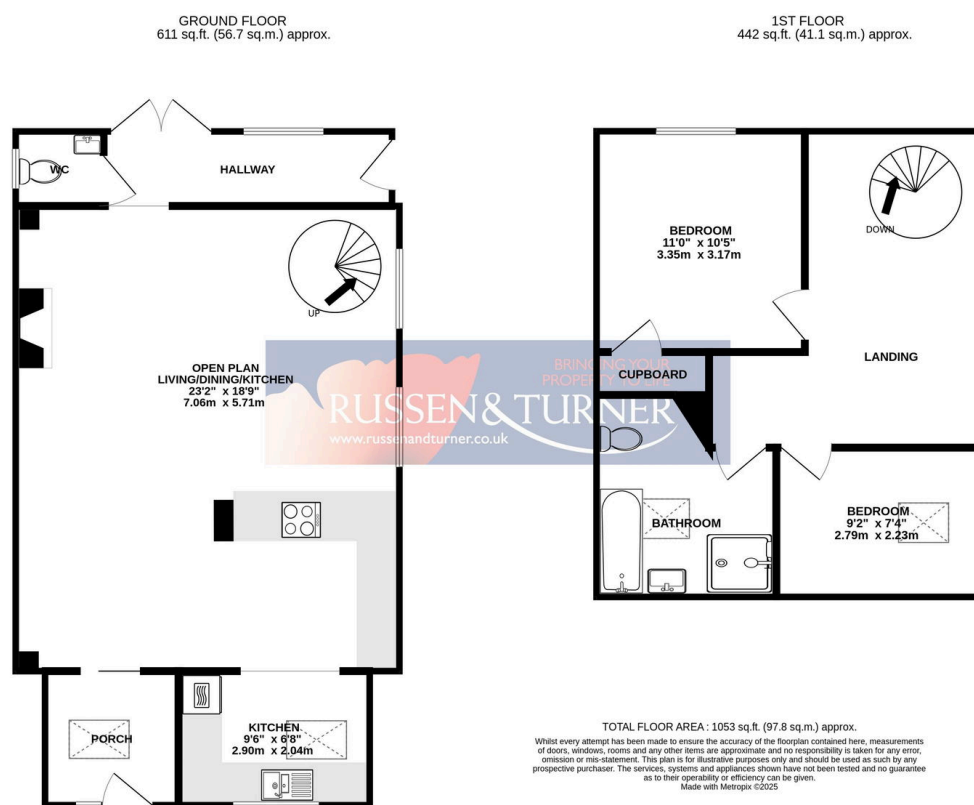 GROUND FLOOR
611 sq.ft. (56.7 sq.m.) approx.
1ST FLOOR
442 sq.ft. (41.1 sq.m.) approx.
WC
HALLWAY
UP
OPEN PLAN
LIVING/DINING/KITCHEN
23'2" x 18'9"
7.06m x 5.71m
PORCH
KITCHEN
9'6" x 6'8"
2.90m x 2.04m
BEDROOM
11'0" x 10'5"
3.35m x 3.17m
DOWN
LANDING
CUPBOARD
BATHROOM
BEDROOM
9'2" x 7'4"
2.79m x 2.23m
BRINGING YOUR
PROPERTY TO LIFE
RUSSEN & TURNER
www.russenandturner.co.uk
TOTAL FLOOR AREA : 1053 sq.ft. (97.8 sq.m.) approx.
Whilst every attempt has been made to ensure the accuracy of the floorplan contained here, measurements
of doors, windows, rooms and any other items are approximate and no responsibility is taken for any error,
omission or mis-statement. This plan is for illustrative purposes only and should be used as such by any
prospective purchaser. The services, systems and appliances shown have not been tested and no guarantee
as to their operability or efficiency can be given.
Made with Metropix ©2025